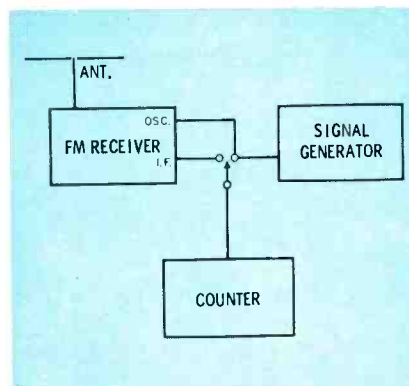 ANT.
OSC.
FM RECEIVER
I.F.
SIGNAL
GENERATOR
COUNTER